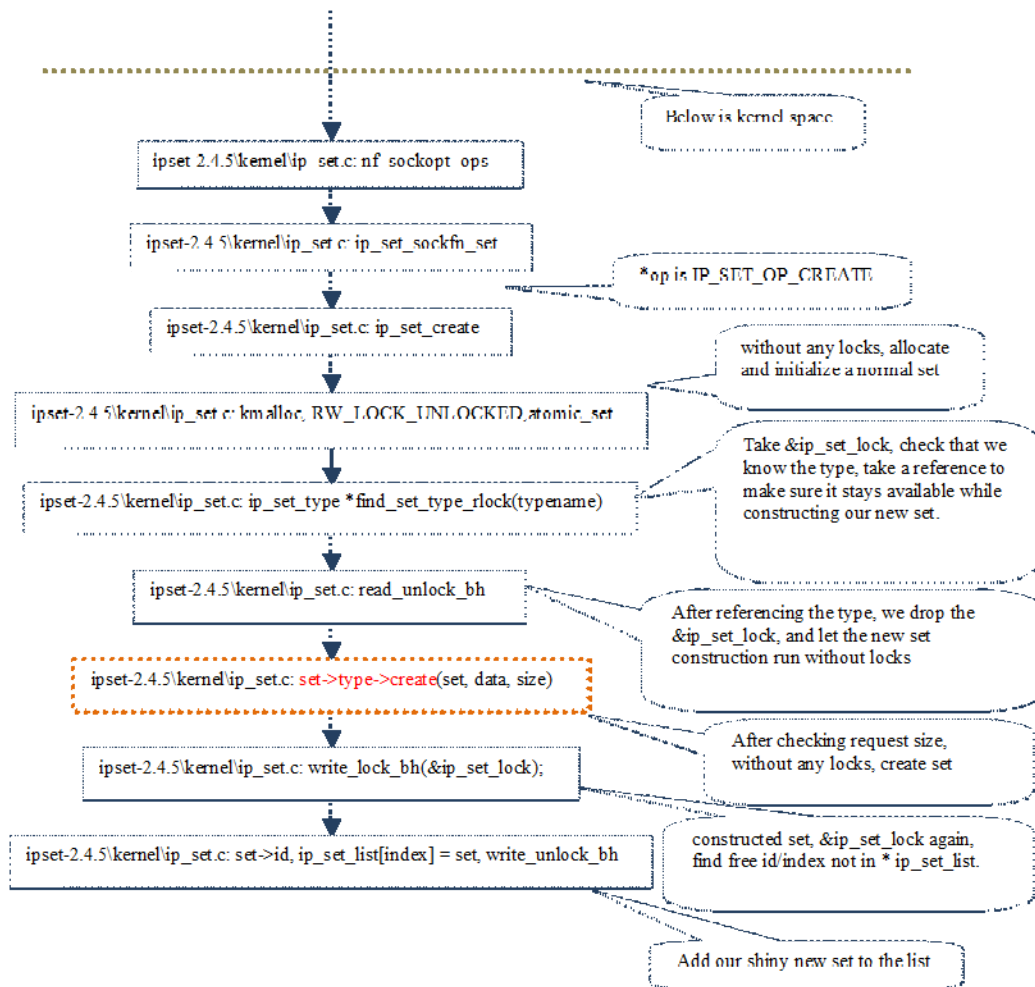 Below is kernel space
ipset-2.4.5\kernel\ip_set.c: nf_sockopt_ops
ipset-2.4.5\kernel\ip_set.c: ip_set_sockfn_set
*op is IP_SET_OP_CREATE
ipset-2.4.5\kernel\ip_set.c: ip_set_create
without any locks, allocate
and initialize a normal set
ipset-2.4.5\kernel\ip_set.c: kmalloc, RW_LOCK_UNLOCKED,atomic_set
Take &ip_set_lock, check that we
know the type, take a reference to
make sure it stays available while
constructing our new set.
ipset-2.4.5\kernel\ip_set.c: ip_set_type *find_set_type_rlock(typename)
ipset-2.4.5\kernel\ip_set.c: read_unlock_bh
After referencing the type, we drop the
&ip_set_lock, and let the new set
construction run without locks
ipset-2.4.5\kernel\ip_set.c: set->type->create(set, data, size)
After checking request size,
without any locks, create set
ipset-2.4.5\kernel\ip_set.c: write_lock_bh(&ip_set_lock);
constructed set, &ip_set_lock again,
find free id/index not in * ip_set_list.
ipset-2.4.5\kernel\ip_set.c: set->id, ip_set_list[index] = set, write_unlock_bh
Add our shiny new set to the list